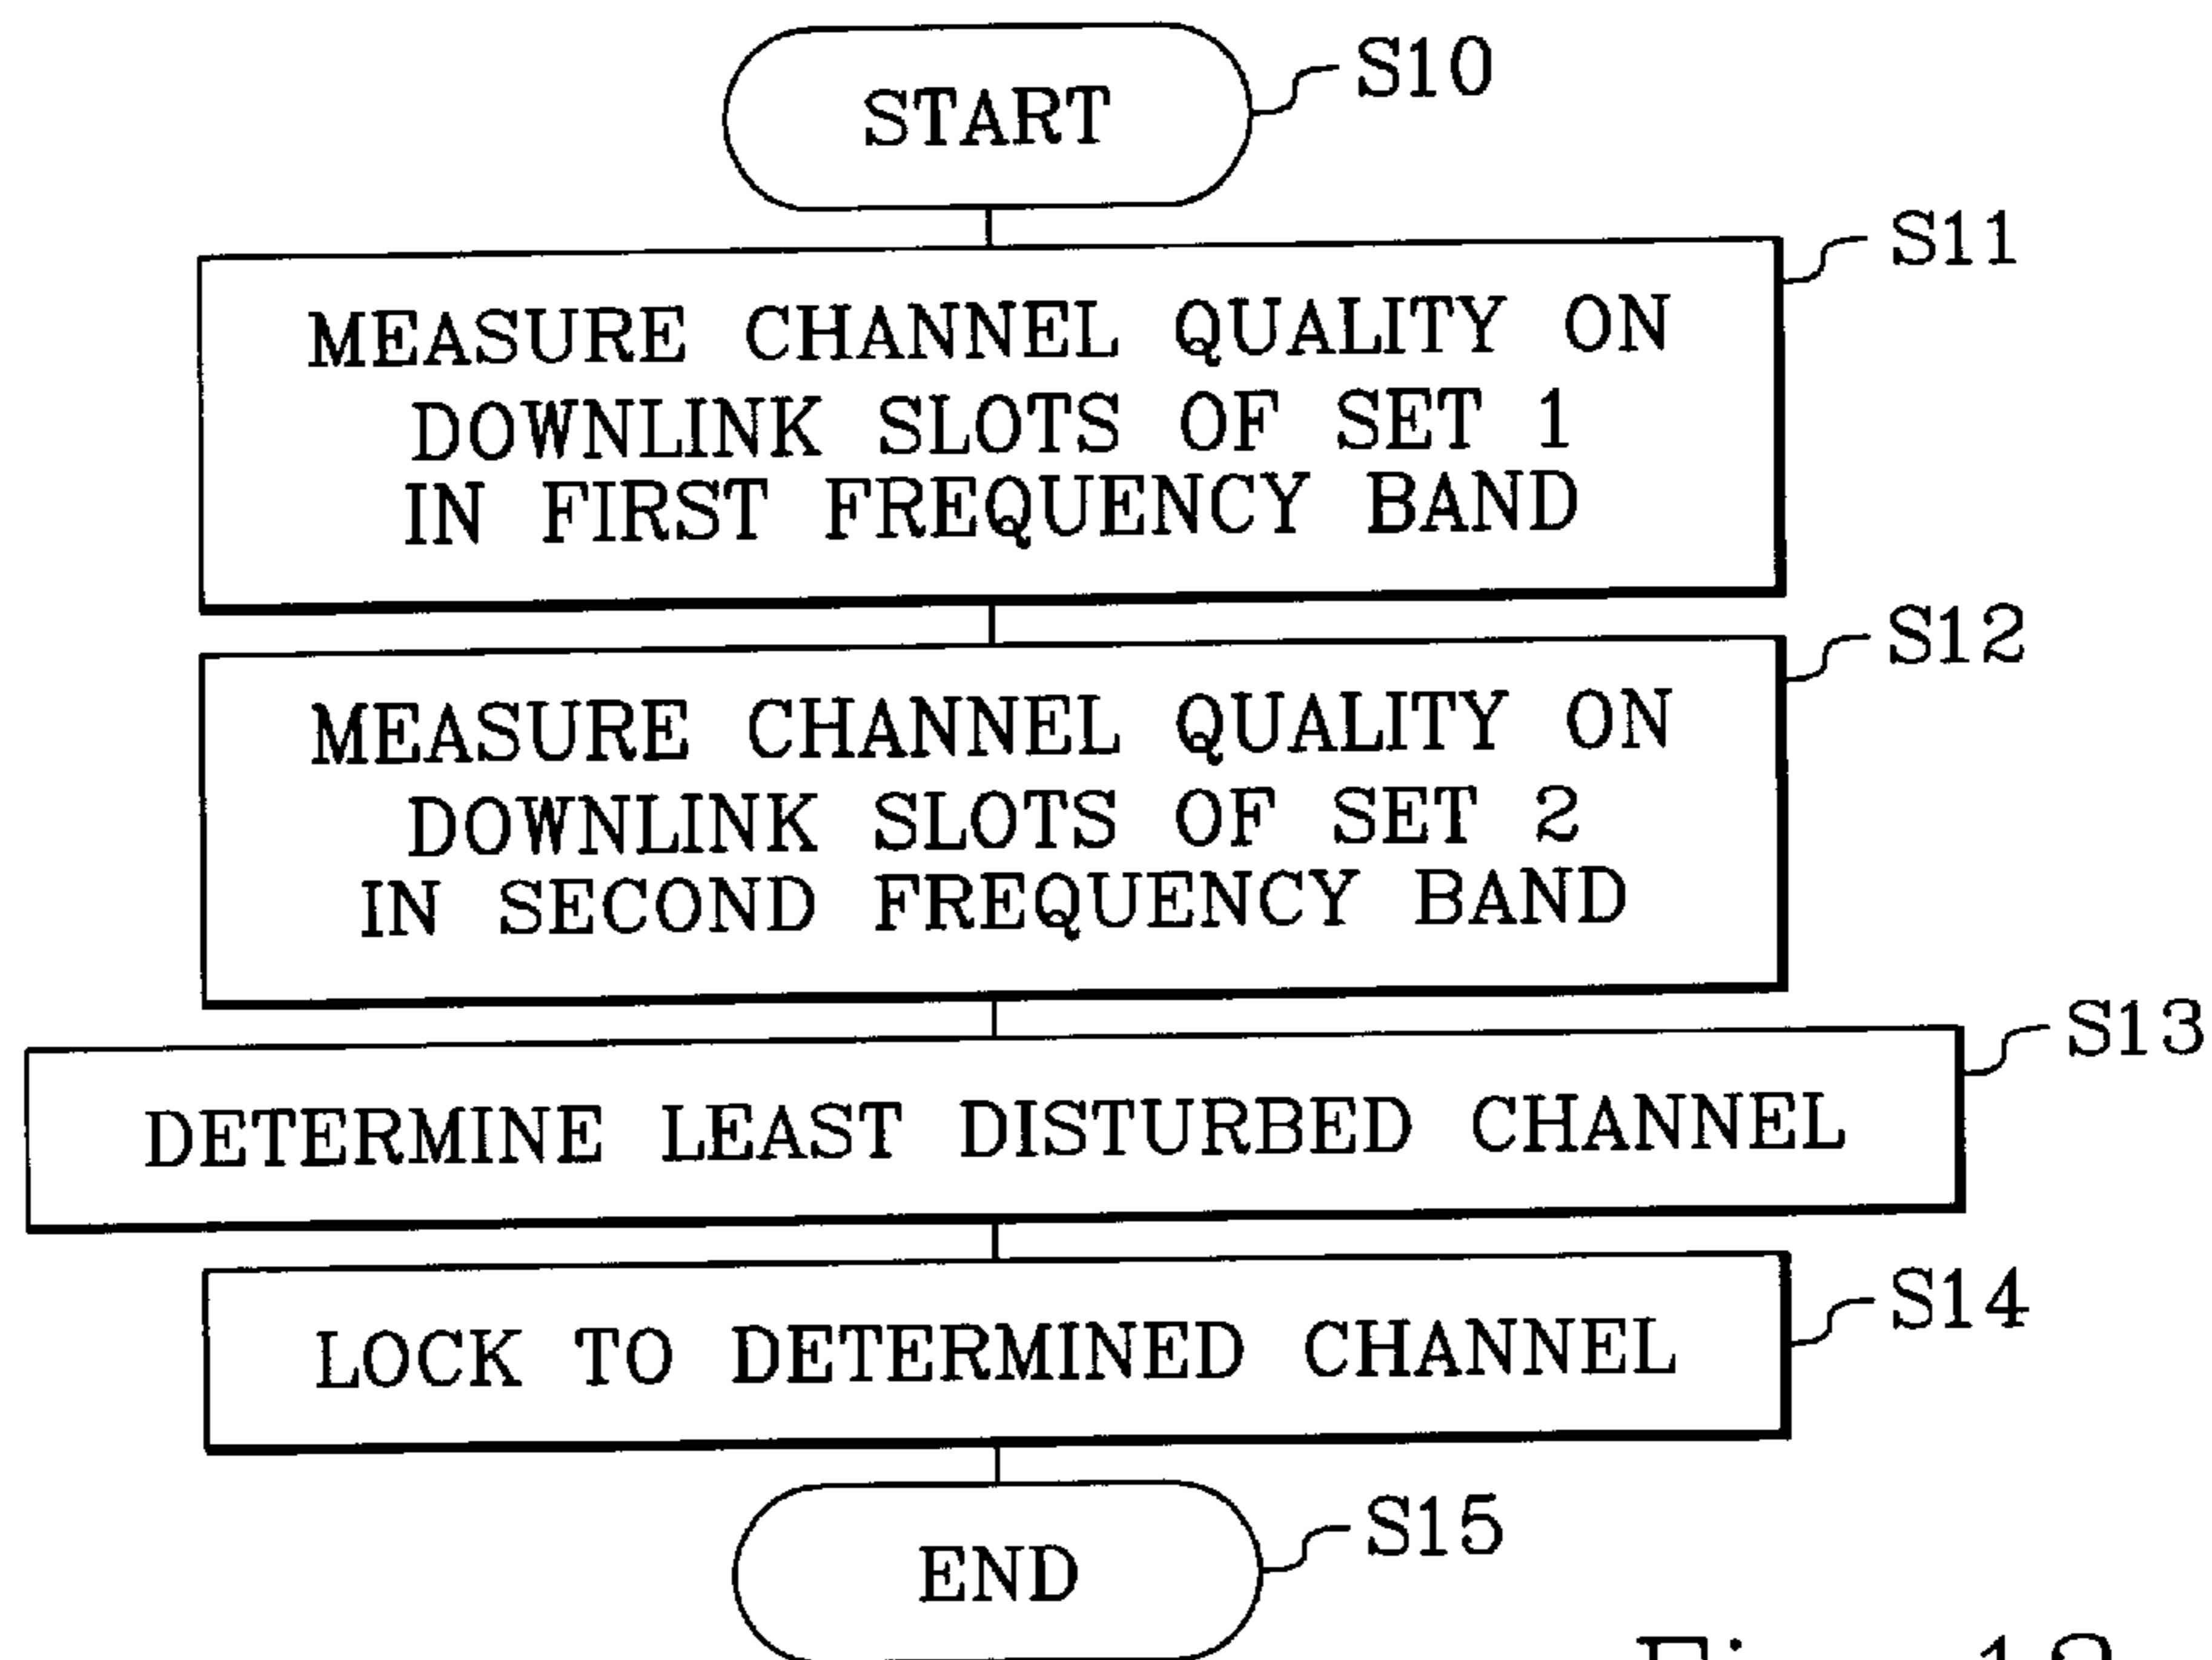 START
S10
S11
MEASURE CHANNEL QUALITY ON
DOWNLINK SLOTS OF SET 1
IN FIRST FREQUENCY BAND
S12
MEASURE CHANNEL QUALITY ON
DOWNLINK SLOTS OF SET 2
IN SECOND FREQUENCY BAND
S13
DETERMINE LEAST DISTURBED CHANNEL
S14
LOCK TO DETERMINED CHANNEL
S15
END